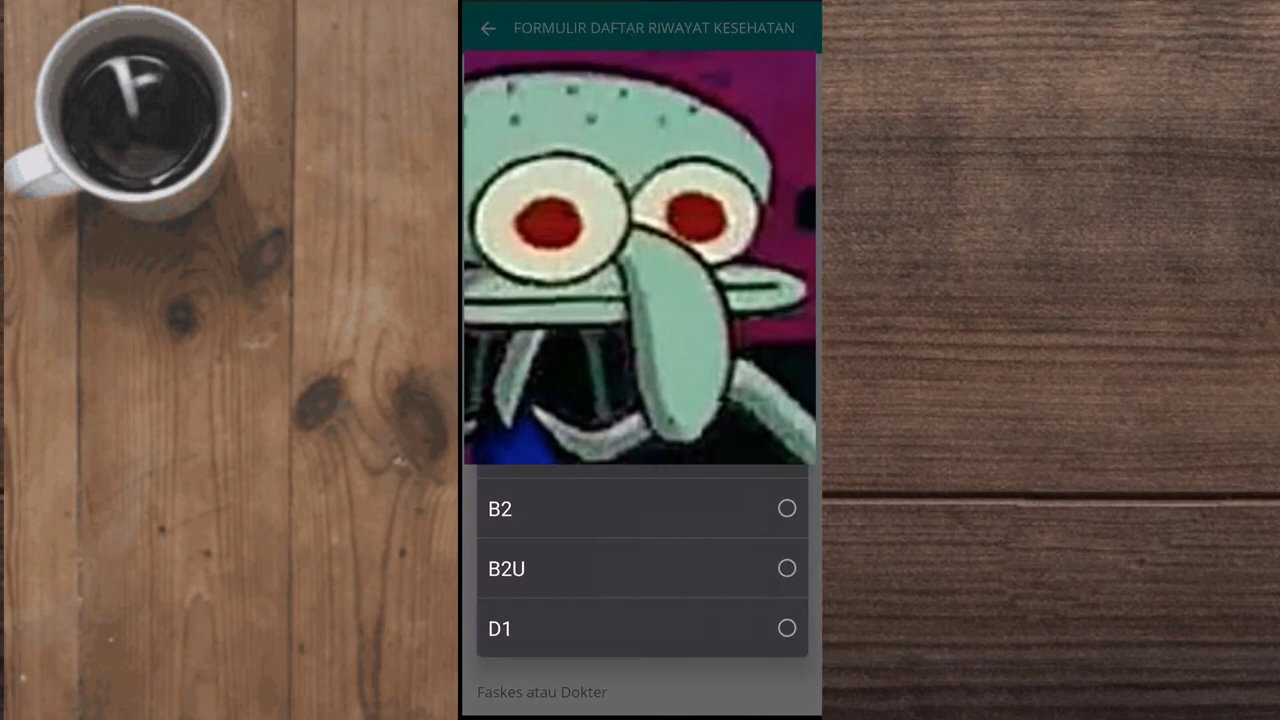 FORMULIR DAFTAR RIWAYAT KESEHATAN
B2
B2U
D1
Faskes atau Dokter